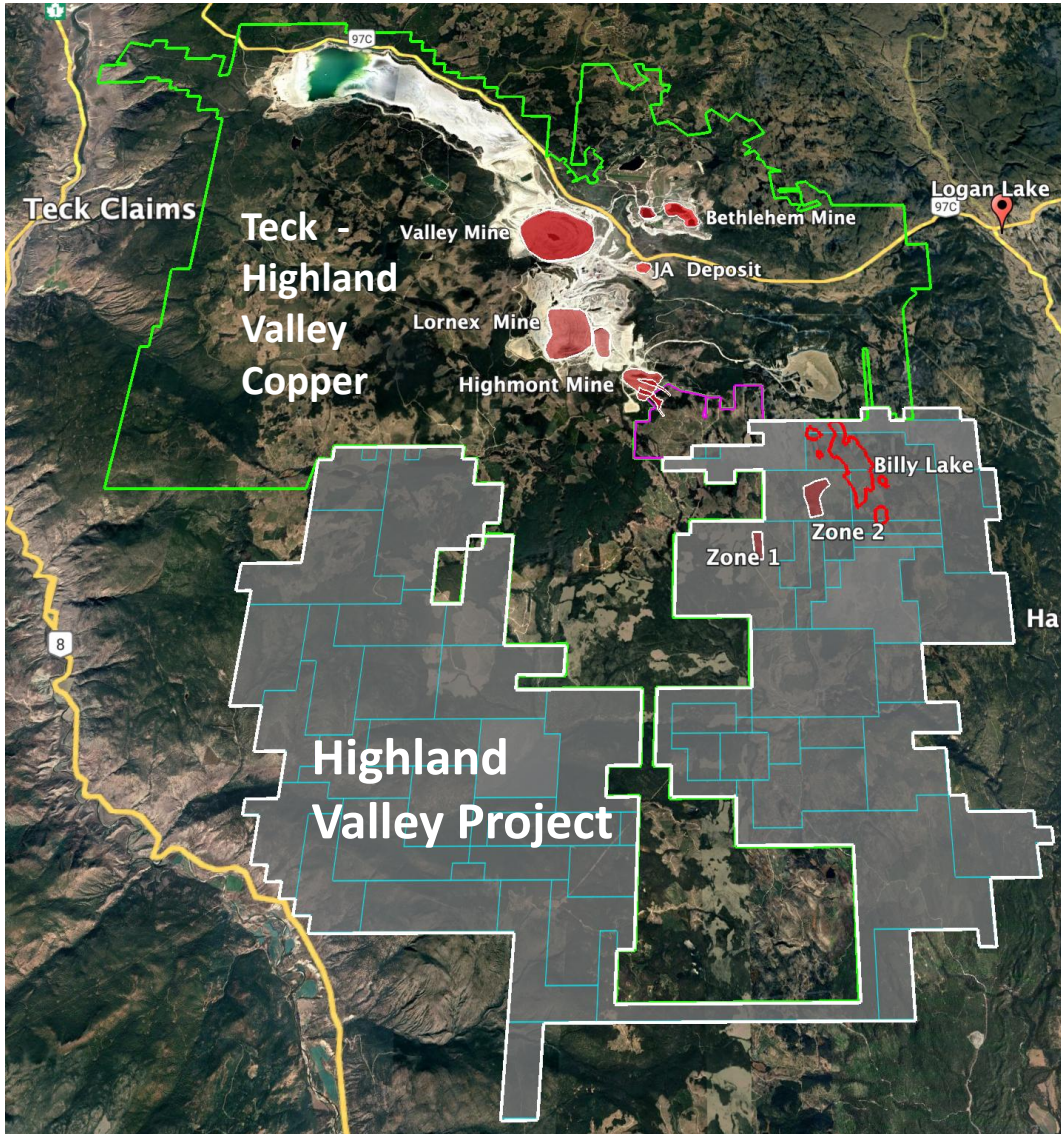 1
97C
Teck Claims
Teck -
Highland
Valley
Copper
Logan Lake
97C
Bethlehem Mine
Valley Mine
JA Deposit
Lornex Mine
Highmont Mine
Billy Lake
Zone 2
Zone 1
Ha
8
Highland
Valley Project